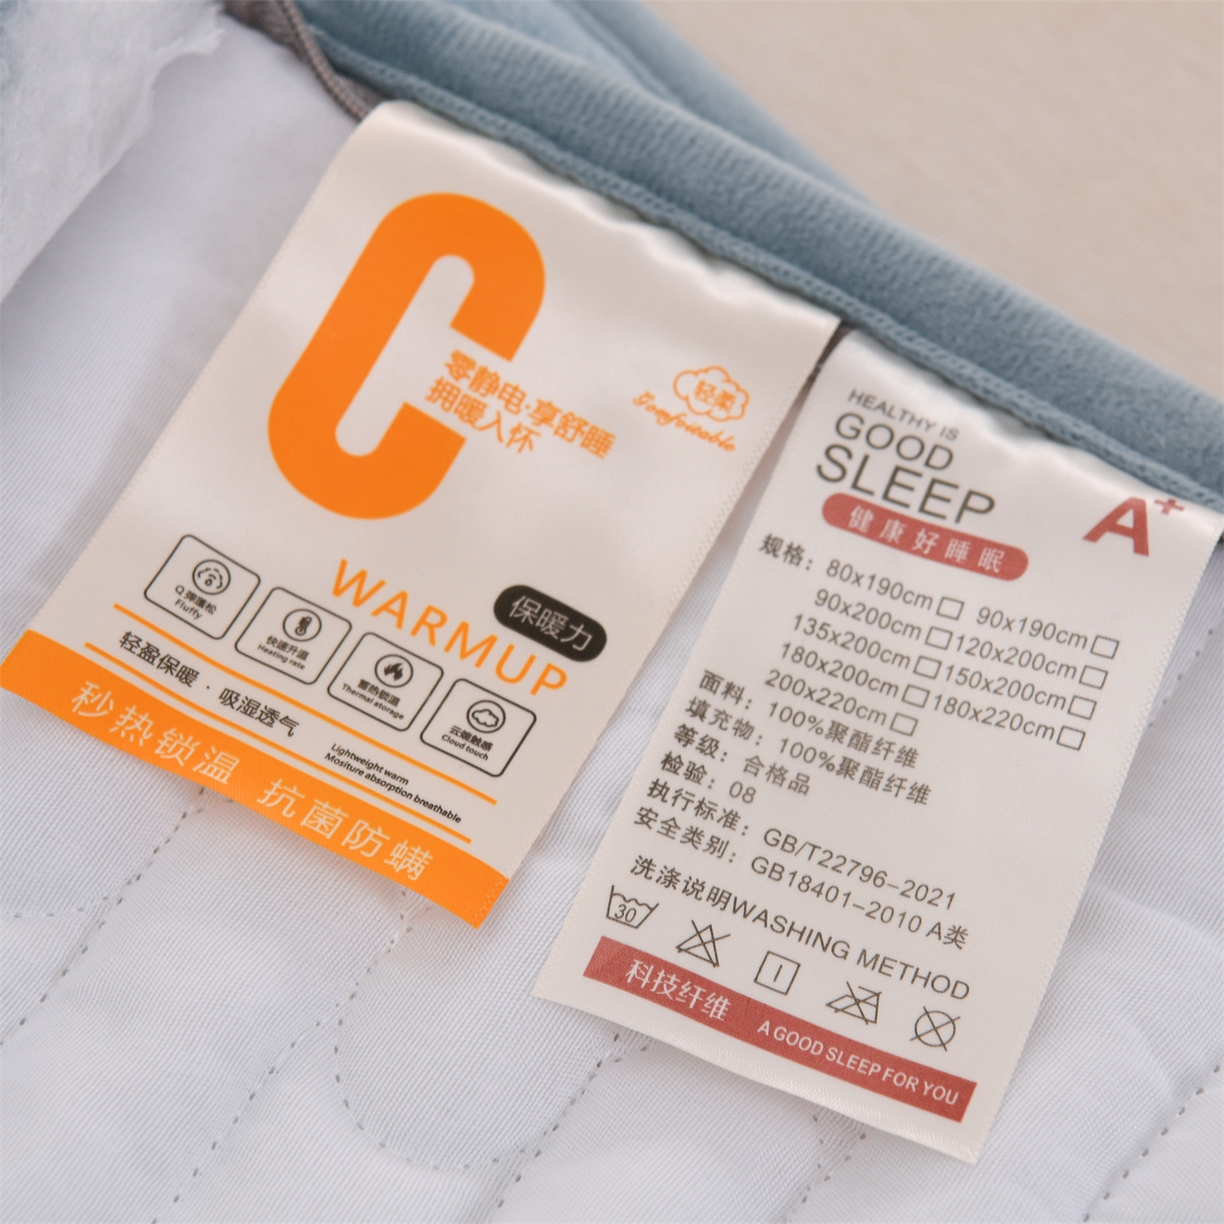 C
零静电·享舒睡
拥暖入怀
轻柔
Comfortable
WARMUP
保暖力
Q弹蓬松
Fluffy
快速升温
Heating rate
蓄热锁温
Thermal storage
云端触感
Cloud touch
轻盈保暖·吸湿透气
Lightweight warm
Mositure absorption breathable
秒热锁温 抗菌防螨
HEALTHY IS
GOOD
SLEEP
A+
健康好睡眠
规格：80x190cm□ 90x190cm□
90x200cm□120x200cm□
135x200cm□150x200cm□
180x200cm□180x220cm□
200x220cm□
面料：100%聚酯纤维
填充物：100%聚酯纤维
等级：合格品
检验：08
执行标准：GB/T22796-2021
安全类别：GB18401-2010 A类
洗涤说明WASHING METHOD
30
科技纤维 A GOOD SLEEP FOR YOU